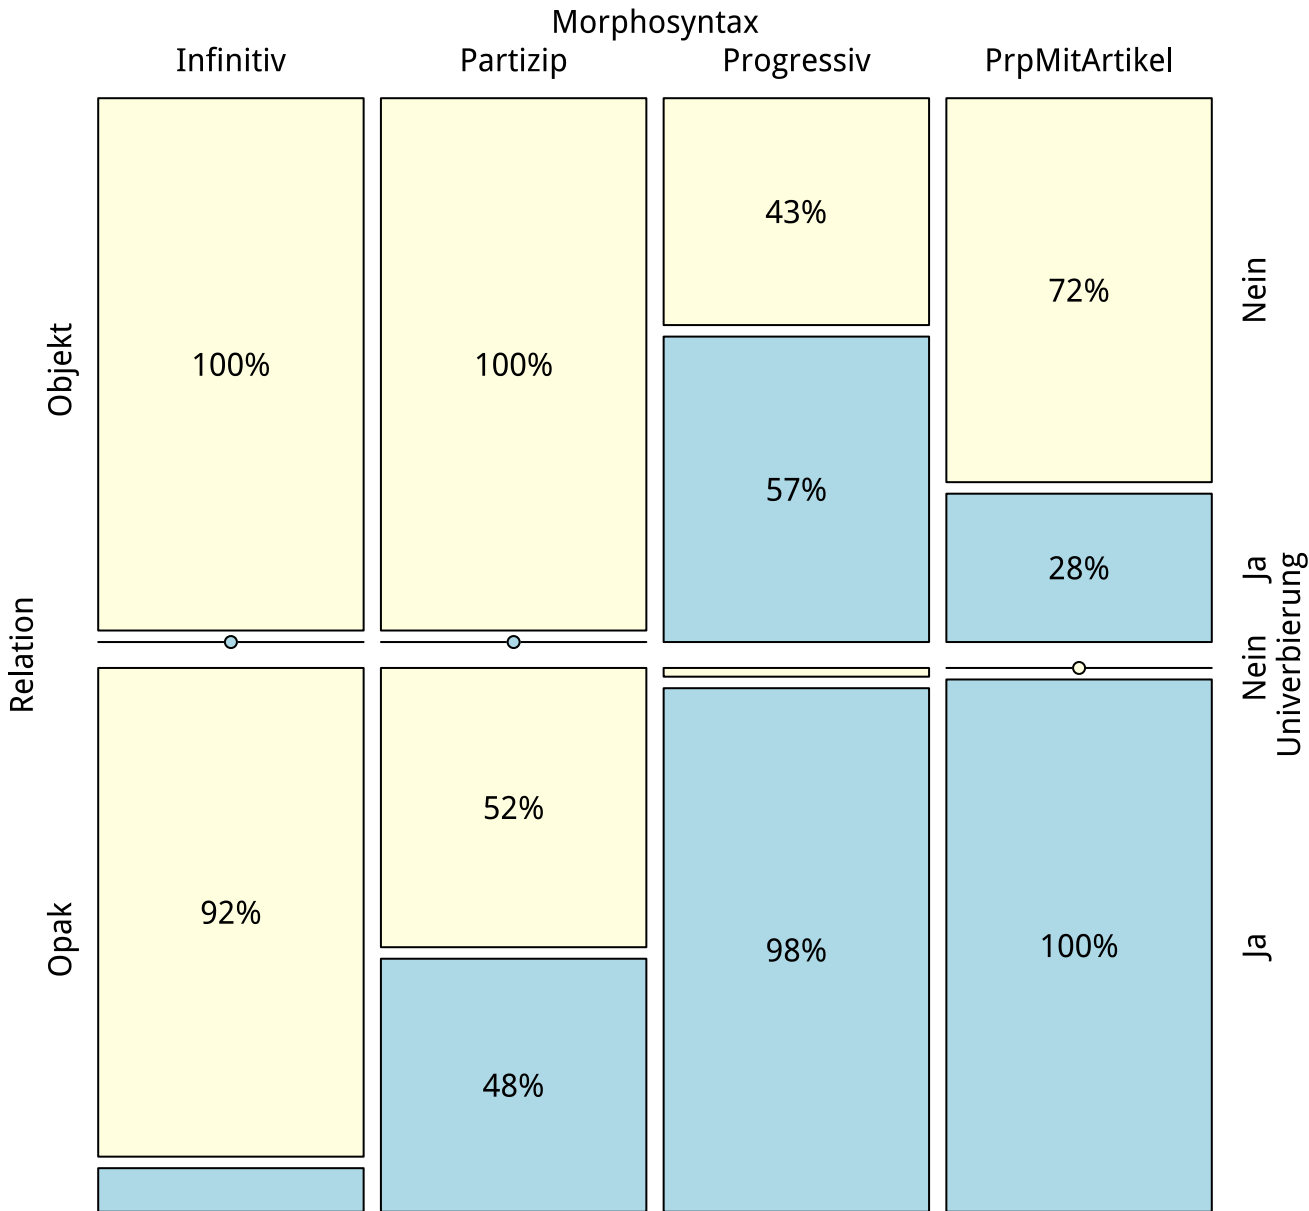 Morphosyntax
Infinitiv Partizip Progressiv PrpMitArtikel
Relation
Objekt
Opak
100%
100%
43%
57%
72%
28%
92%
52%
48%
98%
100%
Nein
Ja
Nein
Ja
Univerbierung